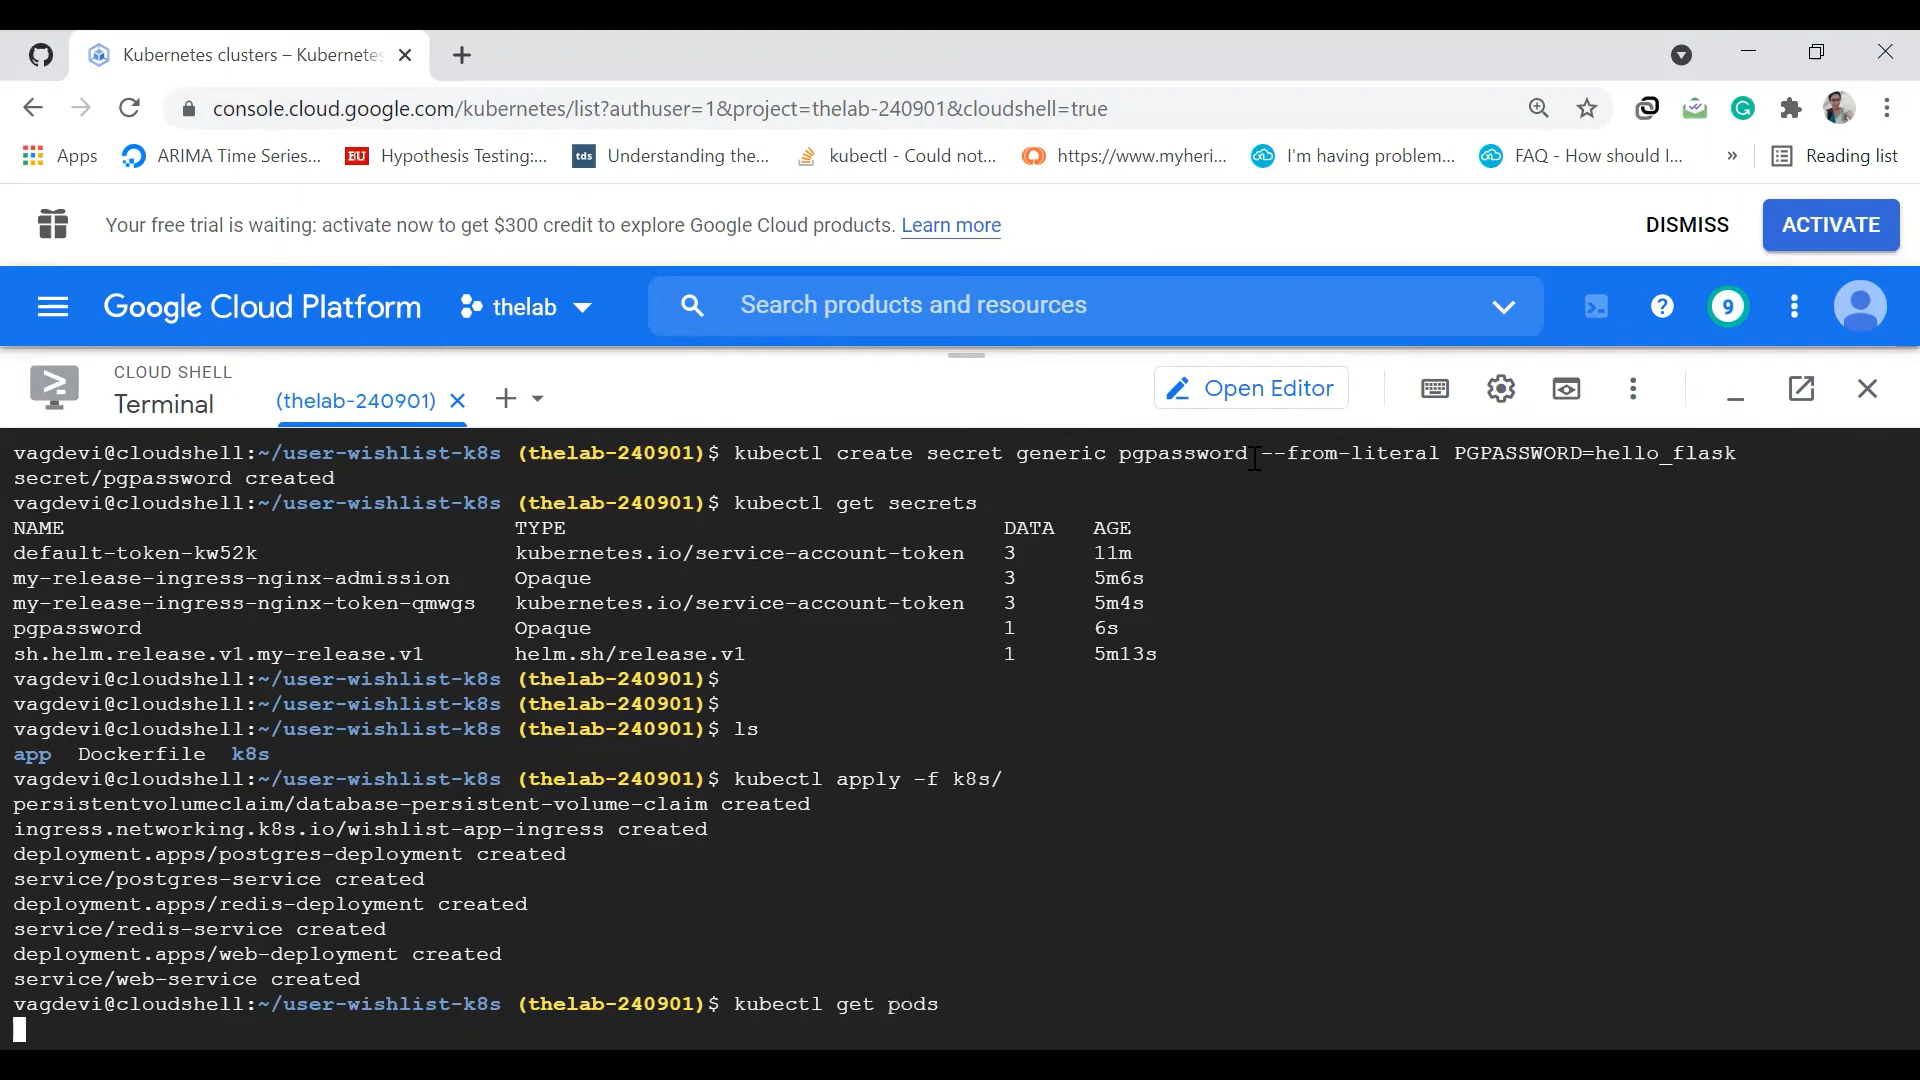 Kubernetes clusters – Kubernetes
console.cloud.google.com/kubernetes/list?authuser=1&project=thelab-240901&cloudshell=true
Apps ARIMA Time Series... BU Hypothesis Testing:... tds Understanding the... kubectl - Could not... https://www.myheri... I'm having problem... FAQ - How should I... » Reading list
Your free trial is waiting: activate now to get $300 credit to explore Google Cloud products. Learn more DISMISS ACTIVATE
Google Cloud Platform thelab Search products and resources ? 9
CLOUD SHELL
Terminal (thelab-240901) Open Editor
vagdevi@cloudshell:~/user-wishlist-k8s (thelab-240901)$ kubectl create secret generic pgpassword --from-literal PGPASSWORD=hello_flask
secret/pgpassword created
vagdevi@cloudshell:~/user-wishlist-k8s (thelab-240901)$ kubectl get secrets
NAME TYPE DATA AGE
default-token-kw52k kubernetes.io/service-account-token 3 11m
my-release-ingress-nginx-admission Opaque 3 5m6s
my-release-ingress-nginx-token-qmwgs kubernetes.io/service-account-token 3 5m4s
pgpassword Opaque 1 6s
sh.helm.release.v1.my-release.v1 helm.sh/release.v1 1 5m13s
vagdevi@cloudshell:~/user-wishlist-k8s (thelab-240901)$
vagdevi@cloudshell:~/user-wishlist-k8s (thelab-240901)$
vagdevi@cloudshell:~/user-wishlist-k8s (thelab-240901)$ ls
app Dockerfile k8s
vagdevi@cloudshell:~/user-wishlist-k8s (thelab-240901)$ kubectl apply -f k8s/
persistentvolumeclaim/database-persistent-volume-claim created
ingress.networking.k8s.io/wishlist-app-ingress created
deployment.apps/postgres-deployment created
service/postgres-service created
deployment.apps/redis-deployment created
service/redis-service created
deployment.apps/web-deployment created
service/web-service created
vagdevi@cloudshell:~/user-wishlist-k8s (thelab-240901)$ kubectl get pods